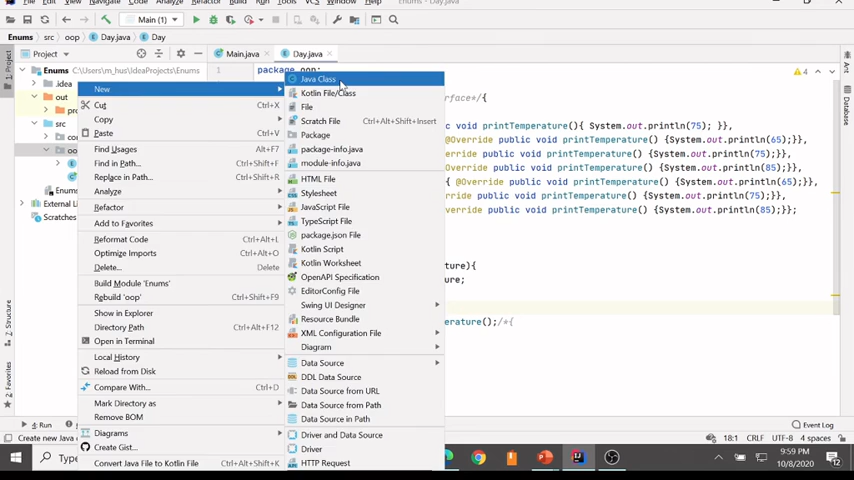 Code Analyze Refactor Build Run Tools VCS Window Help Enums - Day.java
Main (1)
Enums src oop Day.java Day
1: Project
Project
Main.java
Day.java
Ant
Database
Enums C:\Users\m_hus\IdeaProjects\Enums
.idea
out
src
External Li
Scratches
1 package oop;
4
rface*/{
c void printTemperature(){ System.out.println(75); }},
@Override public void printTemperature() {System.out.println(65);}},
rride public void printTemperature() {System.out.println(75);}},
erride public void printTemperature() {System.out.println(85);}},
{ @Override public void printTemperature() {System.out.println(65);}},
rride public void printTemperature() {System.out.println(75);}},
erride public void printTemperature() {System.out.println(85);}};
ature){
ure;
erature();/*{
New
Cut Ctrl+X
Copy
Paste Ctrl+V
Find Usages Alt+F7
Find in Path... Ctrl+Shift+F
Replace in Path... Ctrl+Shift+R
Analyze
Refactor
Add to Favorites
Reformat Code Ctrl+Alt+L
Optimize Imports Ctrl+Alt+O
Delete... Delete
Build Module 'Enums'
Rebuild 'oop' Ctrl+Shift+F9
Show in Explorer
Directory Path Ctrl+Alt+F12
Open in Terminal
Local History
Reload from Disk
Compare With... Ctrl+D
Mark Directory as
Remove BOM
Diagrams
Create Gist...
Convert Java File to Kotlin File Ctrl+Alt+Shift+K
Java Class
Kotlin File/Class
File
Scratch File Ctrl+Alt+Shift+Insert
Package
package-info.java
module-info.java
HTML File
Stylesheet
JavaScript File
TypeScript File
package.json File
Kotlin Script
Kotlin Worksheet
OpenAPI Specification
EditorConfig File
Swing UI Designer
Resource Bundle
XML Configuration File
Diagram
Data Source
DDL Data Source
Data Source from URL
Data Source from Path
Data Source in Path
Driver and Data Source
Driver
HTTP Request
Z: Structure
2: Favorites
4: Run
Event Log
Create new Java
18:1 CRLF UTF-8 4 spaces
Type
9:59 PM
10/8/2020
12